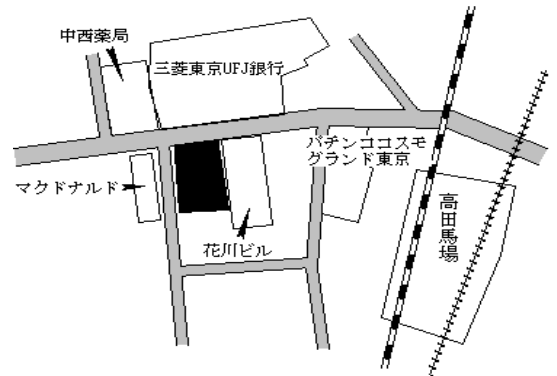 中西薬局
三菱東京UFJ銀行
パチンココスモ
グランド東京
マクドナルド
花川ビル
高田馬場